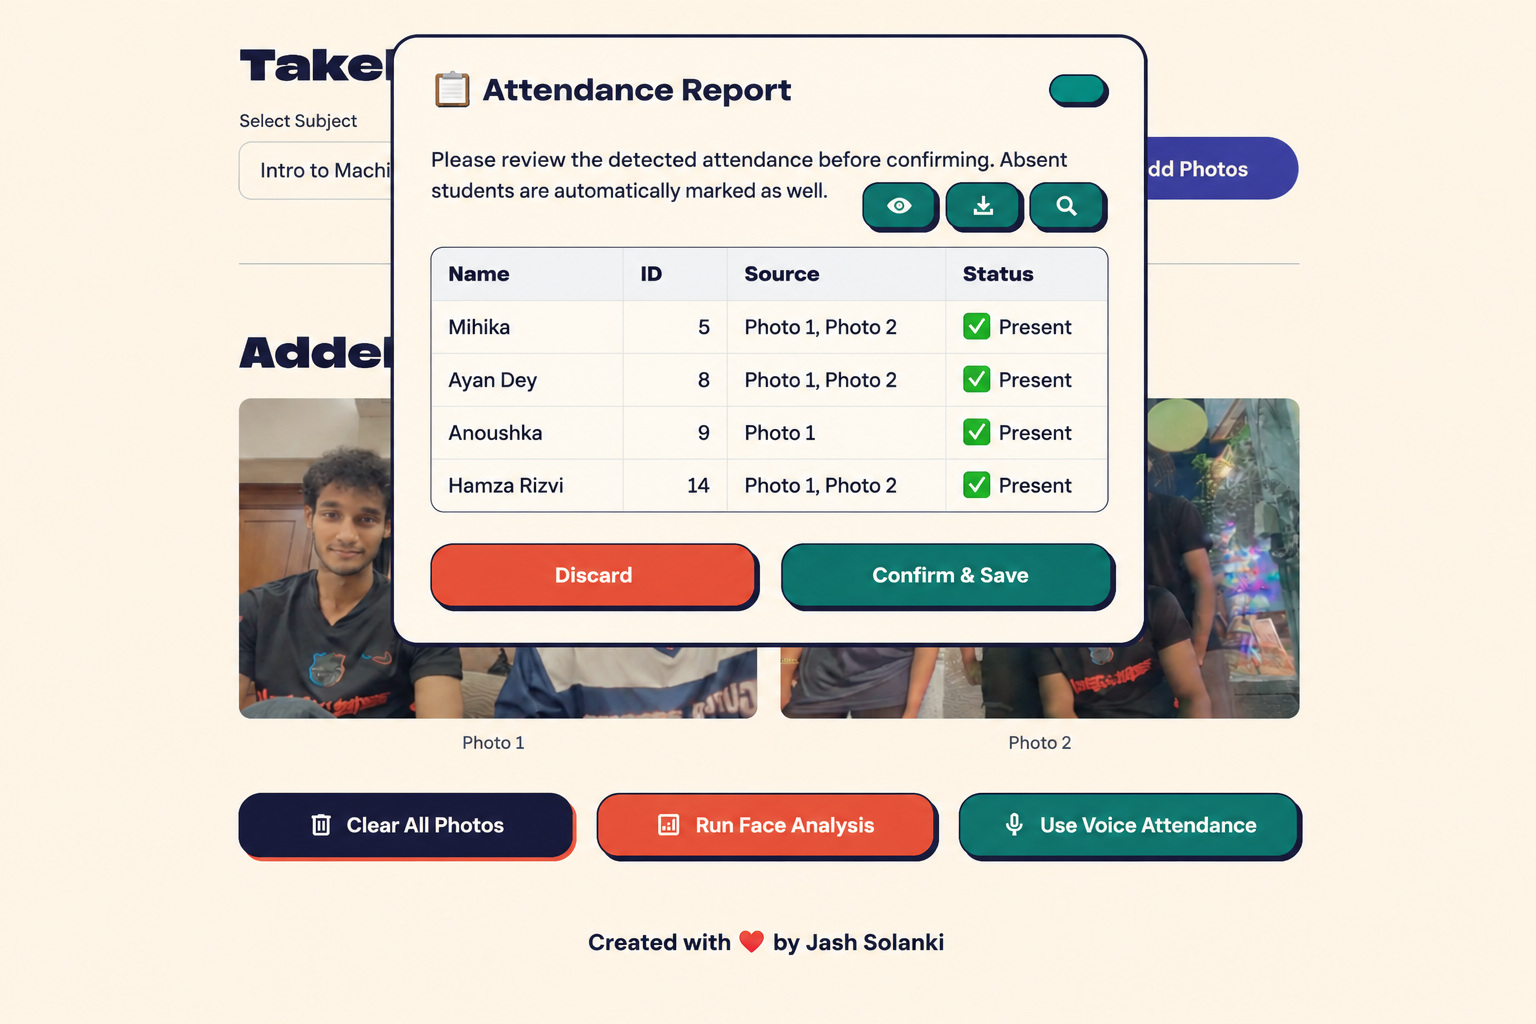 Take
📋 Attendance Report
Select Subject
Intro to Machi
dd Photos
Please review the detected attendance before confirming. Absent
students are automatically marked as well.
Name ID Source Status
Mihika 5 Photo 1, Photo 2 ✅ Present
Ayan Dey 8 Photo 1, Photo 2 ✅ Present
Anoushka 9 Photo 1 ✅ Present
Hamza Rizvi 14 Photo 1, Photo 2 ✅ Present
Adde
Discard Confirm & Save
Photo 1 Photo 2
Clear All Photos Run Face Analysis Use Voice Attendance
Created with ❤️ by Jash Solanki